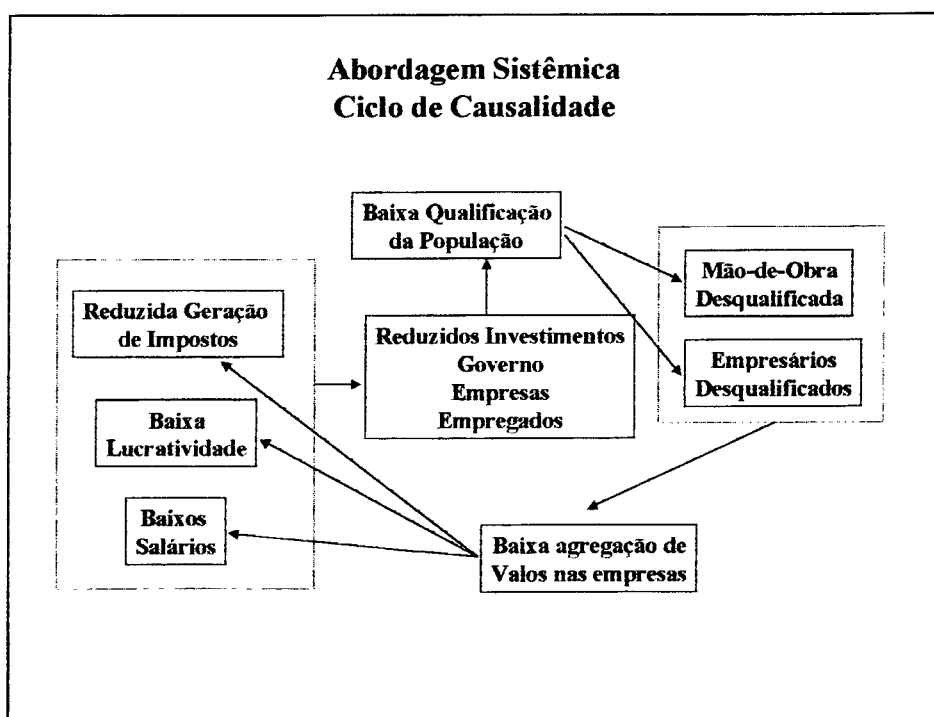 Abordagem Sistêmica
Ciclo de Causalidade
Baixa Qualificação
da População
Mão-de-Obra
Desqualificada
Reduzida Geração
de Impostos
Reduzidos Investimentos
Governo
Empresas
Empregados
Empresários
Desqualificados
Baixa
Lucratividade
Baixos
Salários
Baixa agregação de
Valos nas empresas